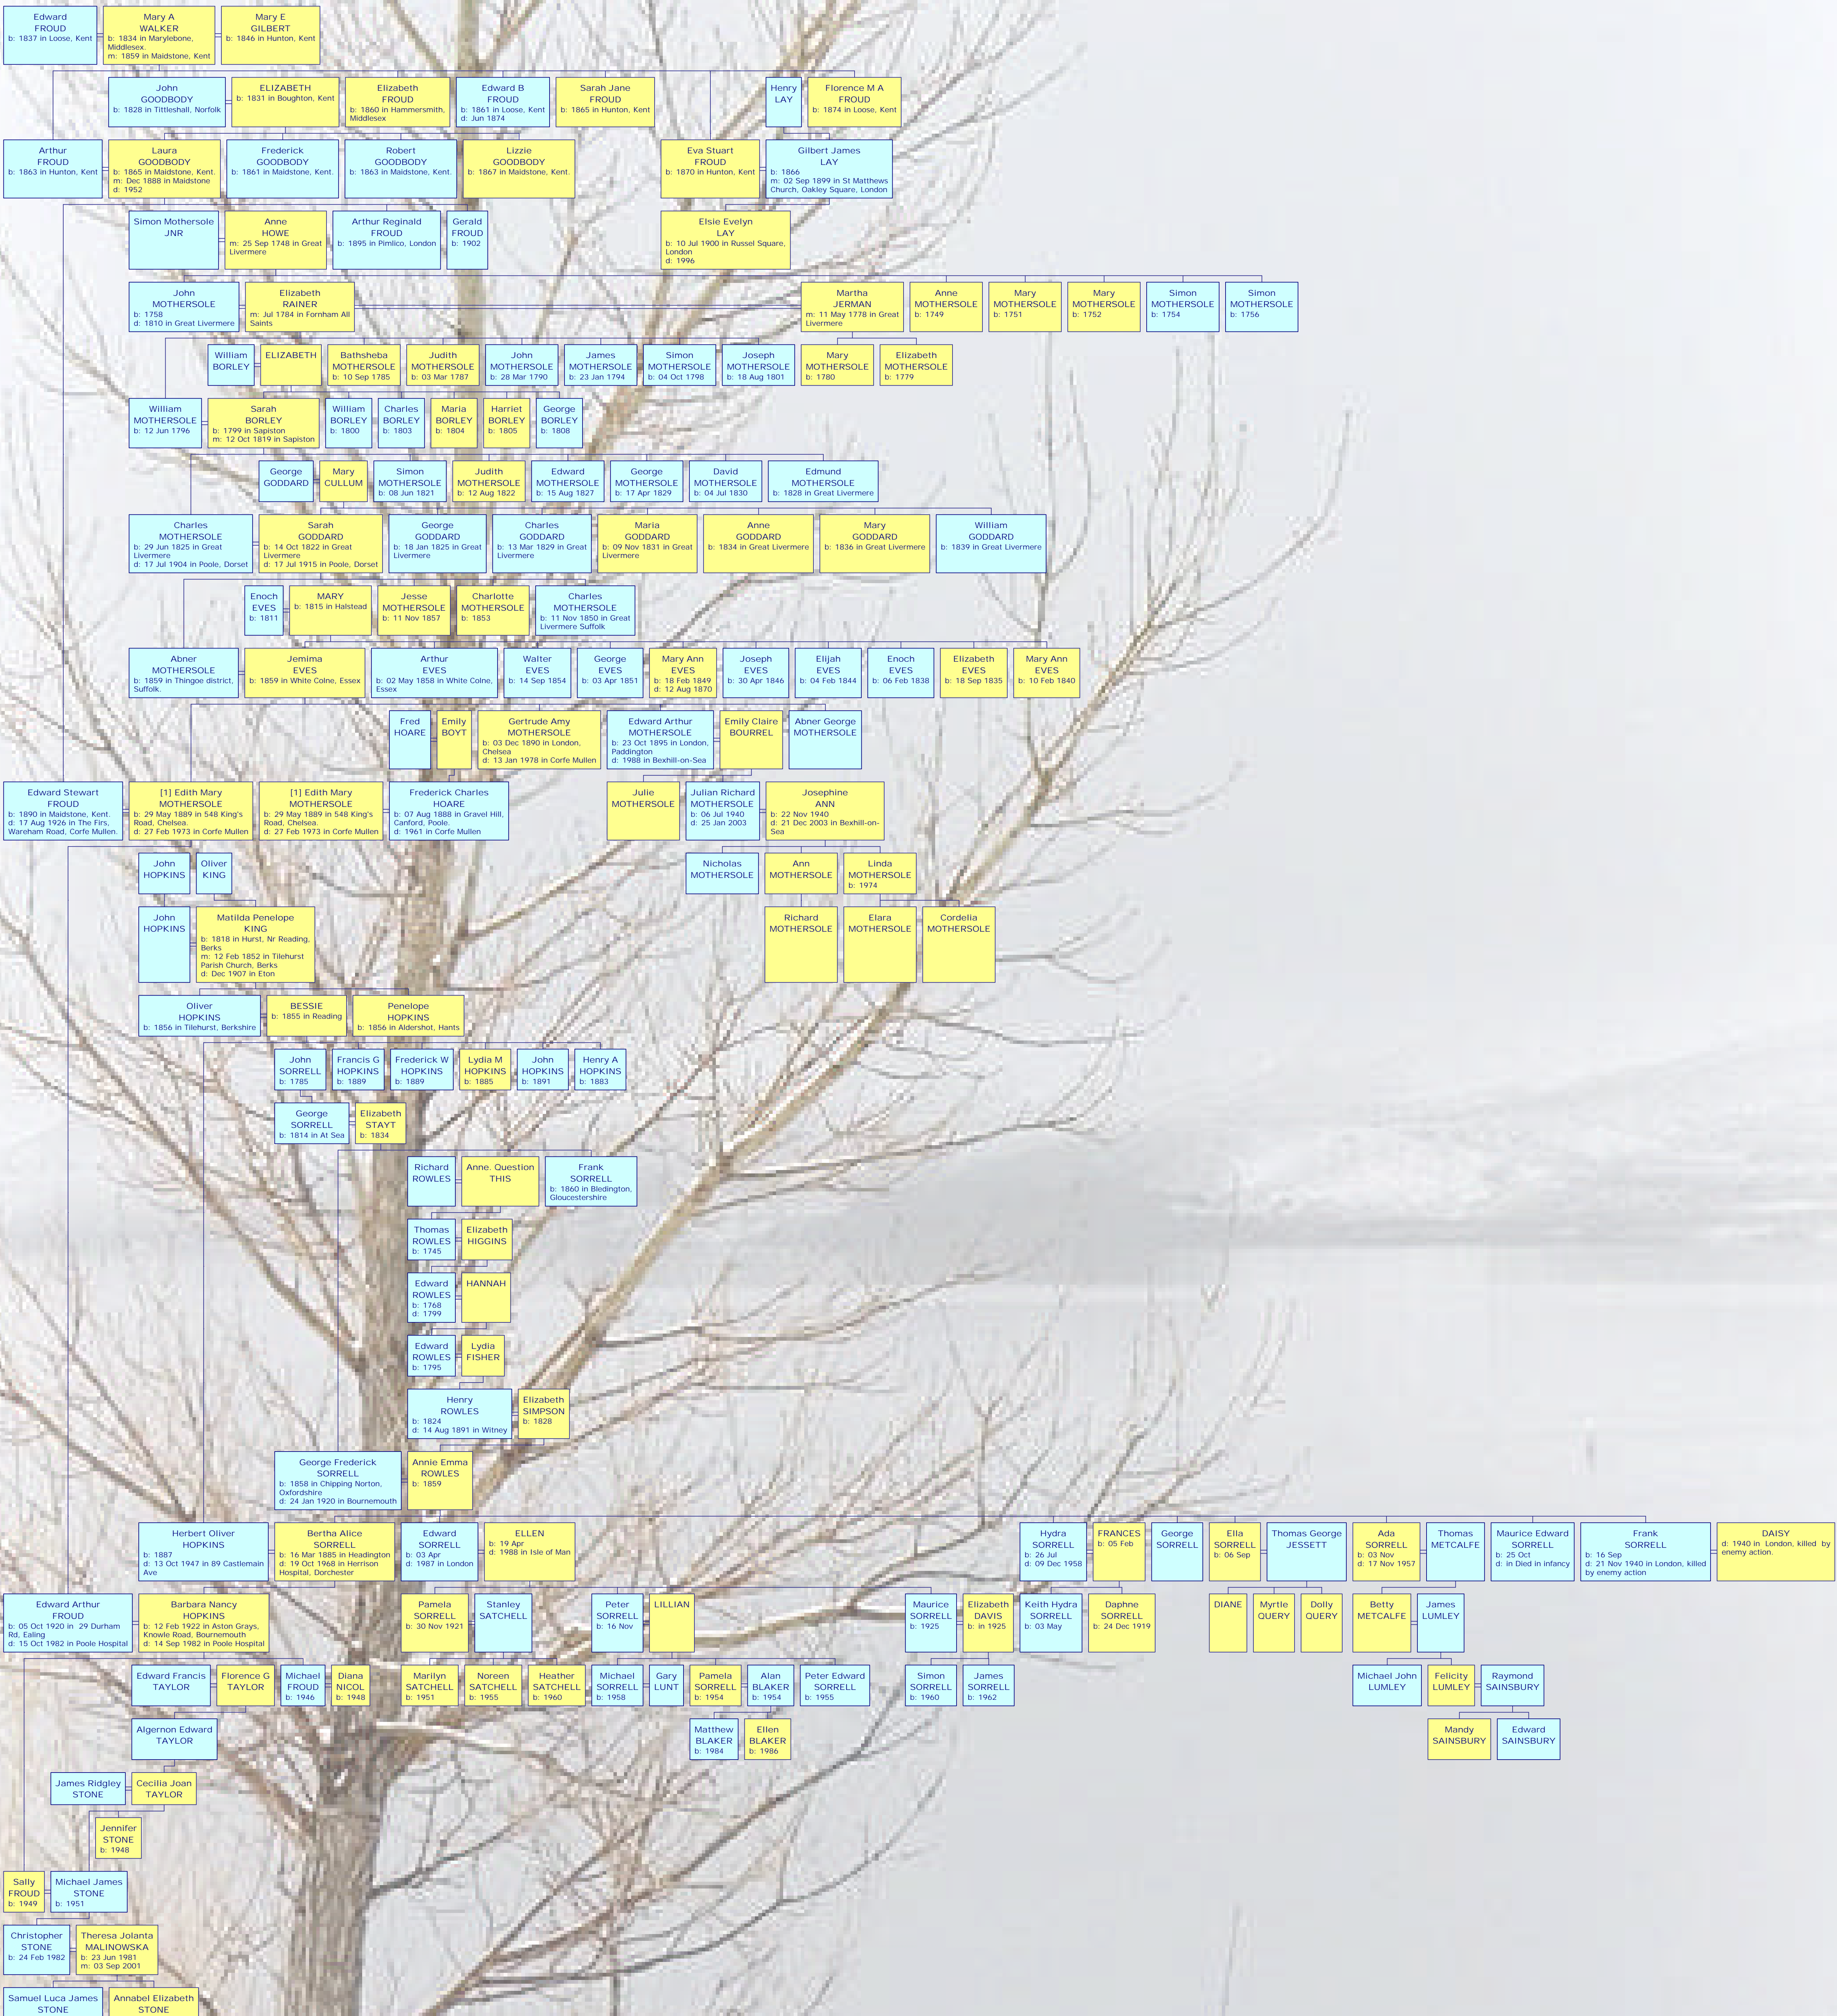 Edward
FROUD
b: 1837 in Loose, Kent
Mary A
WALKER
b: 1834 in Marylebone,
Middlesex.
m: 1859 in Maidstone, Kent
Mary E
GILBERT
b: 1846 in Hunton, Kent
John
GOODBODY
b: 1828 in Tittleshall, Norfolk
ELIZABETH
b: 1831 in Boughton, Kent
Elizabeth
FROUD
b: 1860 in Hammersmith,
Middlesex
Edward B
FROUD
b: 1861 in Loose, Kent
d: Jun 1874
Sarah Jane
FROUD
b: 1865 in Hunton, Kent
Henry
LAY
Florence M A
FROUD
b: 1874 in Loose, Kent
Arthur
FROUD
b: 1863 in Hunton, Kent
Laura
GOODBODY
b: 1865 in Maidstone, Kent.
m: Dec 1888 in Maidstone
d: 1952
Frederick
GOODBODY
b: 1861 in Maidstone, Kent.
Robert
GOODBODY
b: 1863 in Maidstone, Kent.
Lizzie
GOODBODY
b: 1867 in Maidstone, Kent.
Eva Stuart
FROUD
b: 1870 in Hunton, Kent
Gilbert James
LAY
b: 1866
m: 02 Sep 1899 in St Matthews
Church, Oakley Square, London
Simon Mothersole
JNR
Anne
HOWE
m: 25 Sep 1748 in Great
Livermere
Arthur Reginald
FROUD
b: 1895 in Pimlico, London
Gerald
FROUD
b: 1902
Elsie Evelyn
LAY
b: 10 Jul 1900 in Russel Square,
London
d: 1996
John
MOTHERSOLE
b: 1758
d: 1810 in Great Livermere
Elizabeth
RAINER
m: Jul 1784 in Fornham All
Saints
Martha
JERMAN
m: 11 May 1778 in Great
Livermere
Anne
MOTHERSOLE
b: 1749
Mary
MOTHERSOLE
b: 1751
Mary
MOTHERSOLE
b: 1752
Simon
MOTHERSOLE
b: 1754
Simon
MOTHERSOLE
b: 1756
William
BORLEY
ELIZABETH
Bathsheba
MOTHERSOLE
b: 10 Sep 1785
Judith
MOTHERSOLE
b: 03 Mar 1787
John
MOTHERSOLE
b: 28 Mar 1790
James
MOTHERSOLE
b: 23 Jan 1794
Simon
MOTHERSOLE
b: 04 Oct 1798
Joseph
MOTHERSOLE
b: 18 Aug 1801
Mary
MOTHERSOLE
b: 1780
Elizabeth
MOTHERSOLE
b: 1779
William
MOTHERSOLE
b: 12 Jun 1796
Sarah
BORLEY
b: 1799 in Sapiston
m: 12 Oct 1819 in Sapiston
William
BORLEY
b: 1800
Charles
BORLEY
b: 1803
Maria
BORLEY
b: 1804
Harriet
BORLEY
b: 1805
George
BORLEY
b: 1808
George
GODDARD
Mary
CULLUM
Simon
MOTHERSOLE
b: 08 Jun 1821
Judith
MOTHERSOLE
b: 12 Aug 1822
Edward
MOTHERSOLE
b: 15 Aug 1827
George
MOTHERSOLE
b: 17 Apr 1829
David
MOTHERSOLE
b: 04 Jul 1830
Edmund
MOTHERSOLE
b: 1828 in Great Livermere
Charles
MOTHERSOLE
b: 29 Jun 1825 in Great
Livermere
d: 17 Jul 1904 in Poole, Dorset
Sarah
GODDARD
b: 14 Oct 1822 in Great
Livermere
d: 17 Jul 1915 in Poole, Dorset
George
GODDARD
b: 18 Jan 1825 in Great
Livermere
Charles
GODDARD
b: 13 Mar 1829 in Great
Livermere
Maria
GODDARD
b: 09 Nov 1831 in Great
Livermere
Anne
GODDARD
b: 1834 in Great Livermere
Mary
GODDARD
b: 1836 in Great Livermere
William
GODDARD
b: 1839 in Great Livermere
Enoch
EVES
b: 1811
MARY
b: 1815 in Halstead
Jesse
MOTHERSOLE
b: 11 Nov 1857
Charlotte
MOTHERSOLE
b: 1853
Charles
MOTHERSOLE
b: 11 Nov 1850 in Great
Livermere Suffolk
Abner
MOTHERSOLE
b: 1859 in Thingoe district,
Suffolk.
Jemima
EVES
b: 1859 in White Colne, Essex
Arthur
EVES
b: 02 May 1858 in White Colne,
Essex
Walter
EVES
b: 14 Sep 1854
George
EVES
b: 03 Apr 1851
Mary Ann
EVES
b: 18 Feb 1849
d: 12 Aug 1870
Joseph
EVES
b: 30 Apr 1846
Elijah
EVES
b: 04 Feb 1844
Enoch
EVES
b: 06 Feb 1838
Elizabeth
EVES
b: 18 Sep 1835
Mary Ann
EVES
b: 10 Feb 1840
Fred
HOARE
Emily
BOYT
Gertrude Amy
MOTHERSOLE
b: 03 Dec 1890 in London,
Chelsea
d: 13 Jan 1978 in Corfe Mullen
Edward Arthur
MOTHERSOLE
b: 23 Oct 1895 in London,
Paddington
d: 1988 in Bexhill-on-Sea
Emily Claire
BOURREL
Abner George
MOTHERSOLE
Edward Stewart
FROUD
b: 1890 in Maidstone, Kent.
d: 17 Aug 1926 in The Firs,
Wareham Road, Corfe Mullen.
[1] Edith Mary
MOTHERSOLE
b: 29 May 1889 in 548 King's
Road, Chelsea.
d: 27 Feb 1973 in Corfe Mullen
[1] Edith Mary
MOTHERSOLE
b: 29 May 1889 in 548 King's
Road, Chelsea.
d: 27 Feb 1973 in Corfe Mullen
Frederick Charles
HOARE
b: 07 Aug 1888 in Gravel Hill,
Canford, Poole.
d: 1961 in Corfe Mullen
Julie
MOTHERSOLE
Julian Richard
MOTHERSOLE
b: 06 Jul 1940
d: 25 Jan 2003
Josephine
ANN
b: 22 Nov 1940
d: 21 Dec 2003 in Bexhill-on-
Sea
John
HOPKINS
Oliver
KING
Nicholas
MOTHERSOLE
Ann
MOTHERSOLE
Linda
MOTHERSOLE
b: 1974
John
HOPKINS
Matilda Penelope
KING
b: 1818 in Hurst, Nr Reading,
Berks
m: 12 Feb 1852 in Tilehurst
Parish Church, Berks
d: Dec 1907 in Eton
Richard
MOTHERSOLE
Elara
MOTHERSOLE
Cordelia
MOTHERSOLE
Oliver
HOPKINS
b: 1856 in Tilehurst, Berkshire
BESSIE
b: 1855 in Reading
Penelope
HOPKINS
b: 1856 in Aldershot, Hants
John
SORRELL
b: 1785
Francis G
HOPKINS
b: 1889
Frederick W
HOPKINS
b: 1889
Lydia M
HOPKINS
b: 1885
John
HOPKINS
b: 1891
Henry A
HOPKINS
b: 1883
George
SORRELL
b: 1814 in At Sea
Elizabeth
STAYT
b: 1834
Richard
ROWLES
Anne. Question
THIS
Frank
SORRELL
b: 1860 in Bledington,
Gloucestershire
Thomas
ROWLES
b: 1745
Elizabeth
HIGGINS
Edward
ROWLES
b: 1768
d: 1799
HANNAH
Edward
ROWLES
b: 1795
Lydia
FISHER
Henry
ROWLES
b: 1824
d: 14 Aug 1891 in Witney
Elizabeth
SIMPSON
b: 1828
George Frederick
SORRELL
b: 1858 in Chipping Norton,
Oxfordshire
d: 24 Jan 1920 in Bournemouth
Annie Emma
ROWLES
b: 1859
Herbert Oliver
HOPKINS
b: 1887
d: 13 Oct 1947 in 89 Castlemain
Ave
Bertha Alice
SORRELL
b: 16 Mar 1885 in Headington
d: 19 Oct 1968 in Herrison
Hospital, Dorchester
Edward
SORRELL
b: 03 Apr
d: 1987 in London
ELLEN
b: 19 Apr
d: 1988 in Isle of Man
Hydra
SORRELL
b: 26 Jul
d: 09 Dec 1958
FRANCES
b: 05 Feb
George
SORRELL
Ella
SORRELL
b: 06 Sep
Thomas George
JESSETT
Ada
SORRELL
b: 03 Nov
d: 17 Nov 1957
Thomas
METCALFE
Maurice Edward
SORRELL
b: 25 Oct
d: in Died in infancy
Frank
SORRELL
b: 16 Sep
d: 21 Nov 1940 in London, killed
by enemy action
DAISY
d: 1940 in London, killed by
enemy action.
Edward Arthur
FROUD
b: 05 Oct 1920 in 29 Durham
Rd, Ealing
d: 15 Oct 1982 in Poole Hospital
Barbara Nancy
HOPKINS
b: 12 Feb 1922 in Aston Grays,
Knowle Road, Bournemouth
d: 14 Sep 1982 in Poole Hospital
Pamela
SORRELL
b: 30 Nov 1921
Stanley
SATCHELL
Peter
SORRELL
b: 16 Nov
LILLIAN
Maurice
SORRELL
b: 1925
Elizabeth
DAVIS
b: in 1925
Keith Hydra
SORRELL
b: 03 May
Daphne
SORRELL
b: 24 Dec 1919
DIANE
Myrtle
QUERY
Dolly
QUERY
Betty
METCALFE
James
LUMLEY
Edward Francis
TAYLOR
Florence G
TAYLOR
Michael
FROUD
b: 1946
Diana
NICOL
b: 1948
Marilyn
SATCHELL
b: 1951
Noreen
SATCHELL
b: 1955
Heather
SATCHELL
b: 1960
Michael
SORRELL
b: 1958
Gary
LUNT
Pamela
SORRELL
b: 1954
Alan
BLAKER
b: 1954
Peter Edward
SORRELL
b: 1955
Simon
SORRELL
b: 1960
James
SORRELL
b: 1962
Michael John
LUMLEY
Felicity
LUMLEY
Raymond
SAINSBURY
Algernon Edward
TAYLOR
Matthew
BLAKER
b: 1984
Ellen
BLAKER
b: 1986
Mandy
SAINSBURY
Edward
SAINSBURY
James Ridgley
STONE
Cecilia Joan
TAYLOR
Jennifer
STONE
b: 1948
Sally
FROUD
b: 1949
Michael James
STONE
b: 1951
Christopher
STONE
b: 24 Feb 1982
Theresa Jolanta
MALINOWSKA
b: 23 Jun 1981
m: 03 Sep 2001
Samuel Luca James
STONE
Annabel Elizabeth
STONE